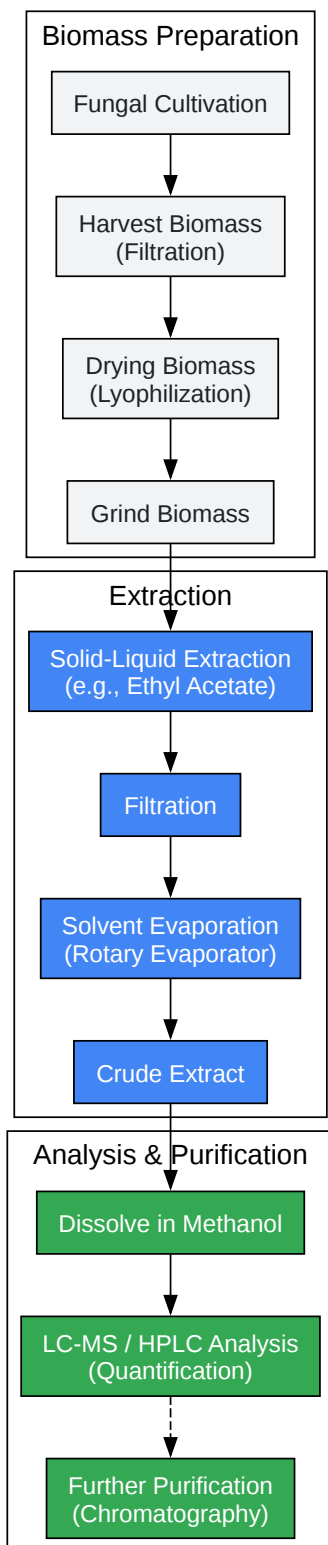 Biomass Preparation
Fungal Cultivation
Harvest Biomass
(Filtration)
Drying Biomass
(Lyophilization)
Grind Biomass
Extraction
Solid-Liquid Extraction
(e.g., Ethyl Acetate)
Filtration
Solvent Evaporation
(Rotary Evaporator)
Crude Extract
Analysis & Purification
Dissolve in Methanol
LC-MS / HPLC Analysis
(Quantification)
Further Purification
(Chromatography)